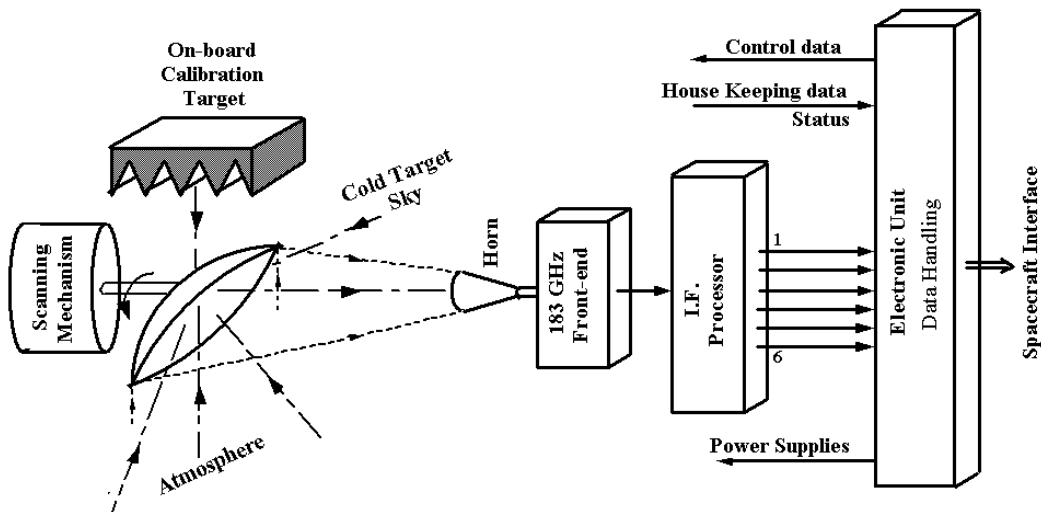 On-board
Calibration
Target
Control data
House Keeping data
Status
Cold Target
Sky
Scanning
Mechanism
Horn
183 GHz
Front-end
I.F.
Processor
1
6
Electronic Unit
Data Handling
Spacecraft Interface
Atmosphere
Power Supplies